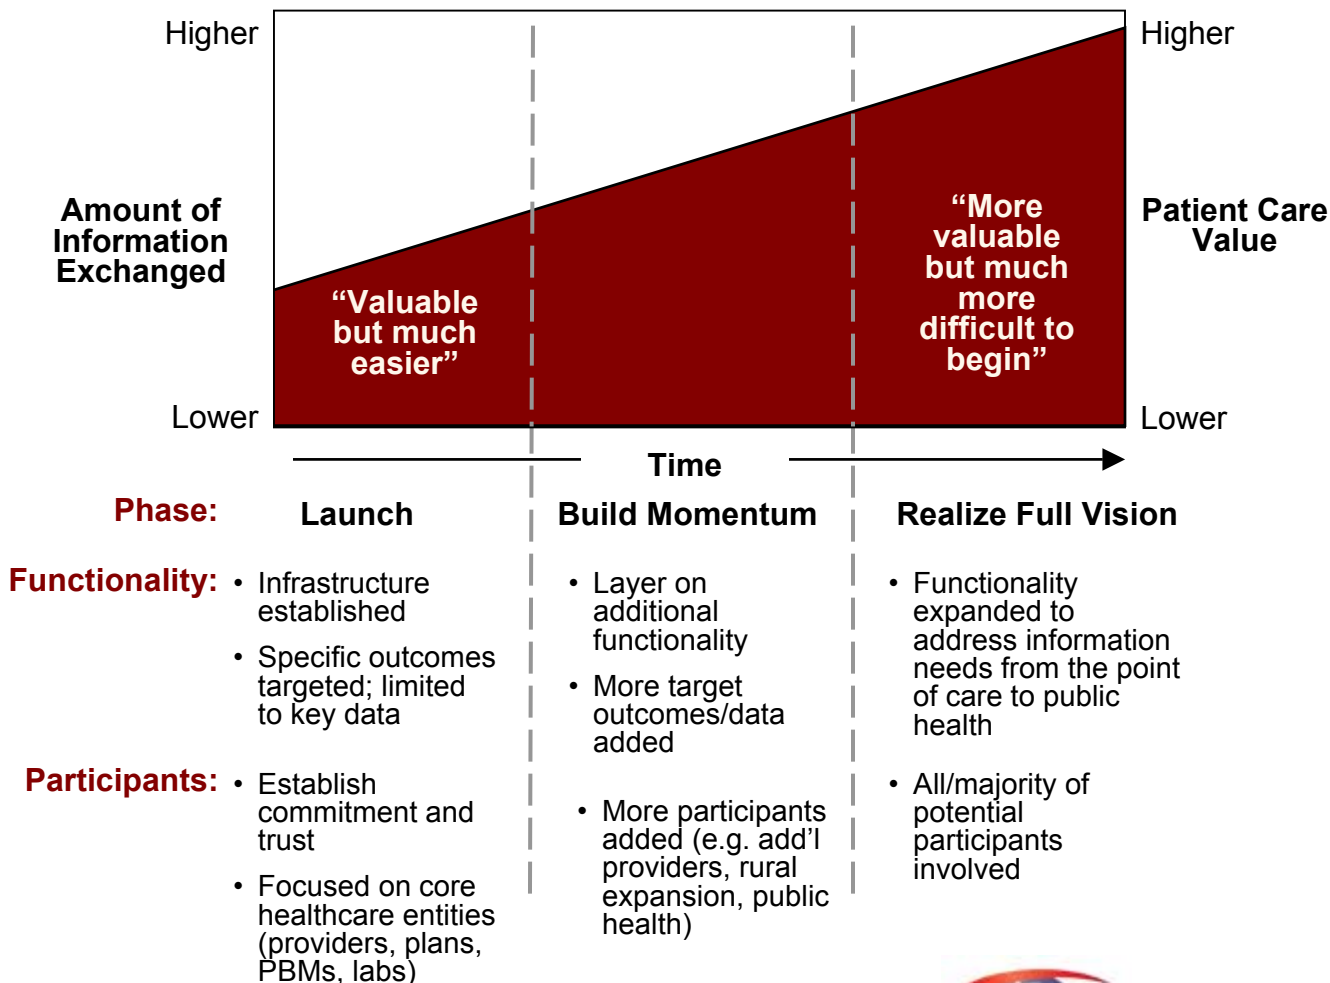 Higher
Higher
Amount of
Information
Exchanged
Patient Care
Value
“Valuable
but much
easier”
“More
valuable
but much
more
difficult to
begin”
Lower
Lower
Time
Phase:
Launch
Build Momentum
Realize Full Vision
Functionality:
• Infrastructure
established
• Specific outcomes
targeted; limited
to key data
• Layer on
additional
functionality
• More target
outcomes/data
added
• Functionality
expanded to
address information
needs from the point
of care to public
health
Participants:
• Establish
commitment and
trust
• Focused on core
healthcare entities
(providers, plans,
PBMs, labs)
• More participants
added (e.g. add’l
providers, rural
expansion, public
health)
• All/majority of
potential
participants
involved